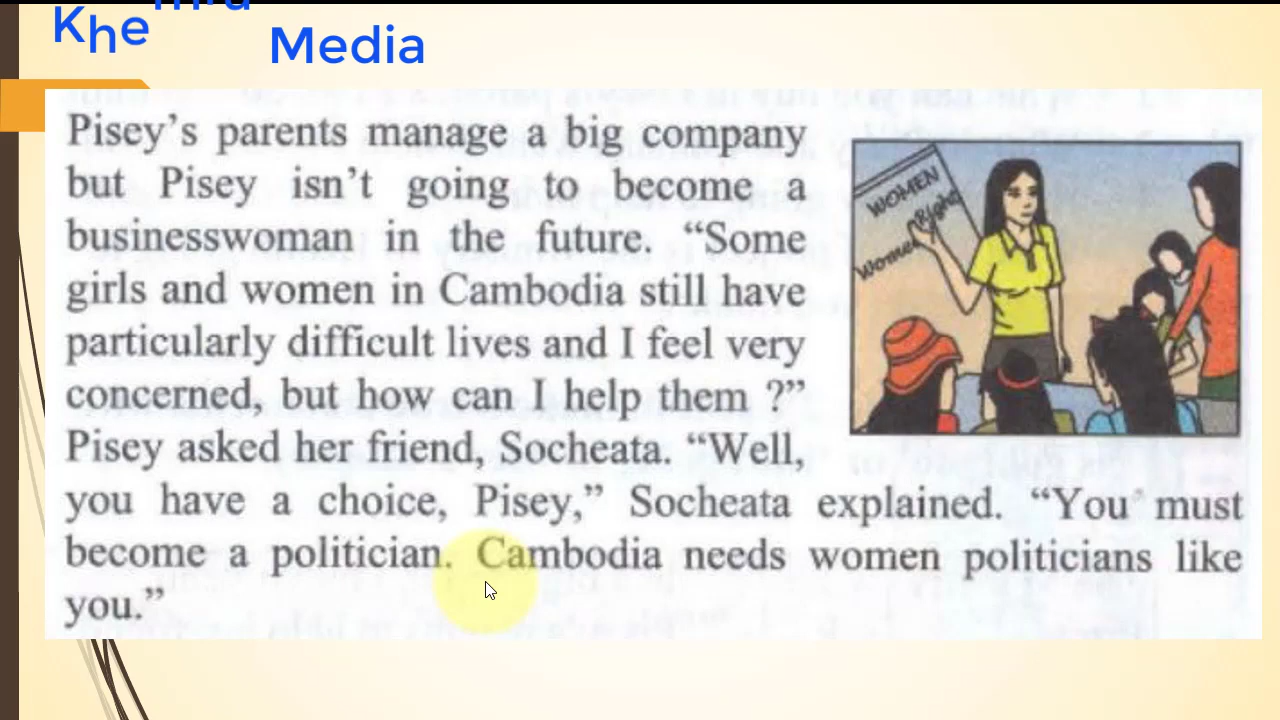 Khe
Media
Pisey's parents manage a big company
but Pisey isn't going to become a
businesswoman in the future. “Some
girls and women in Cambodia still have
particularly difficult lives and I feel very
concerned, but how can I help them ?”
Pisey asked her friend, Socheata. “Well,
you have a choice, Pisey,” Socheata explained. “You must
become a politician. Cambodia needs women politicians like
you.”
WOMEN
Women Right